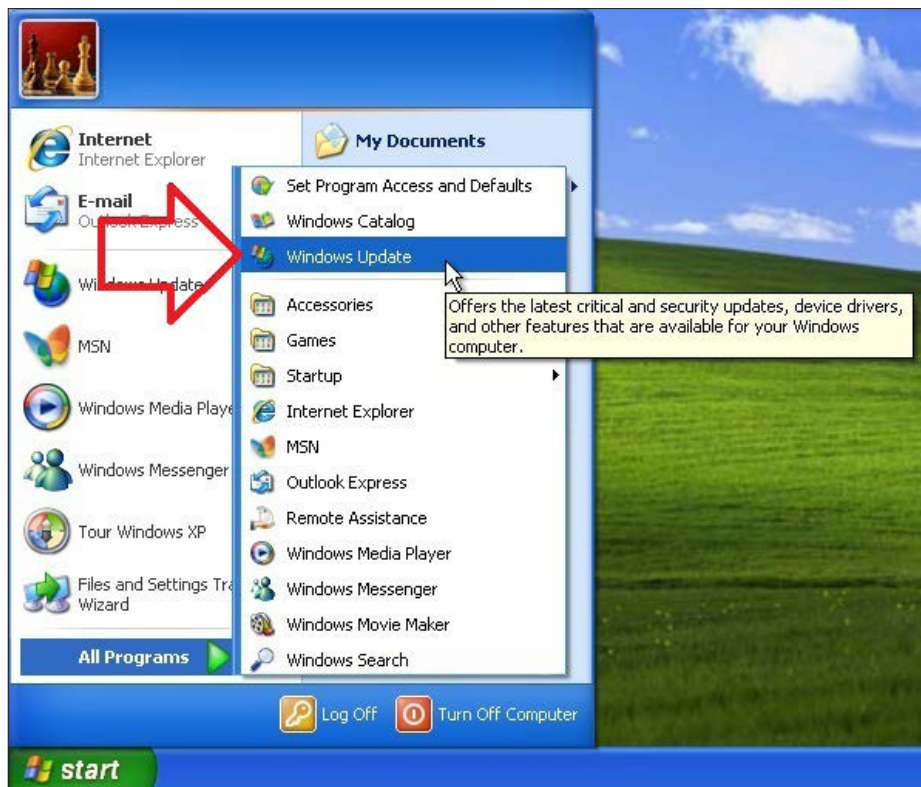 Internet
Internet Explorer
E-mail
Outlook Express
Windows Update
MSN
Windows Media Playe
Windows Messenger
Tour Windows XP
Files and Settings Tra
Wizard
All Programs
My Documents
Set Program Access and Defaults
Windows Catalog
Windows Update
Accessories
Games
Startup
Internet Explorer
MSN
Outlook Express
Remote Assistance
Windows Media Player
Windows Messenger
Windows Movie Maker
Windows Search
Offers the latest critical and security updates, device drivers,
and other features that are available for your Windows
computer.
Log Off
Turn Off Computer
start